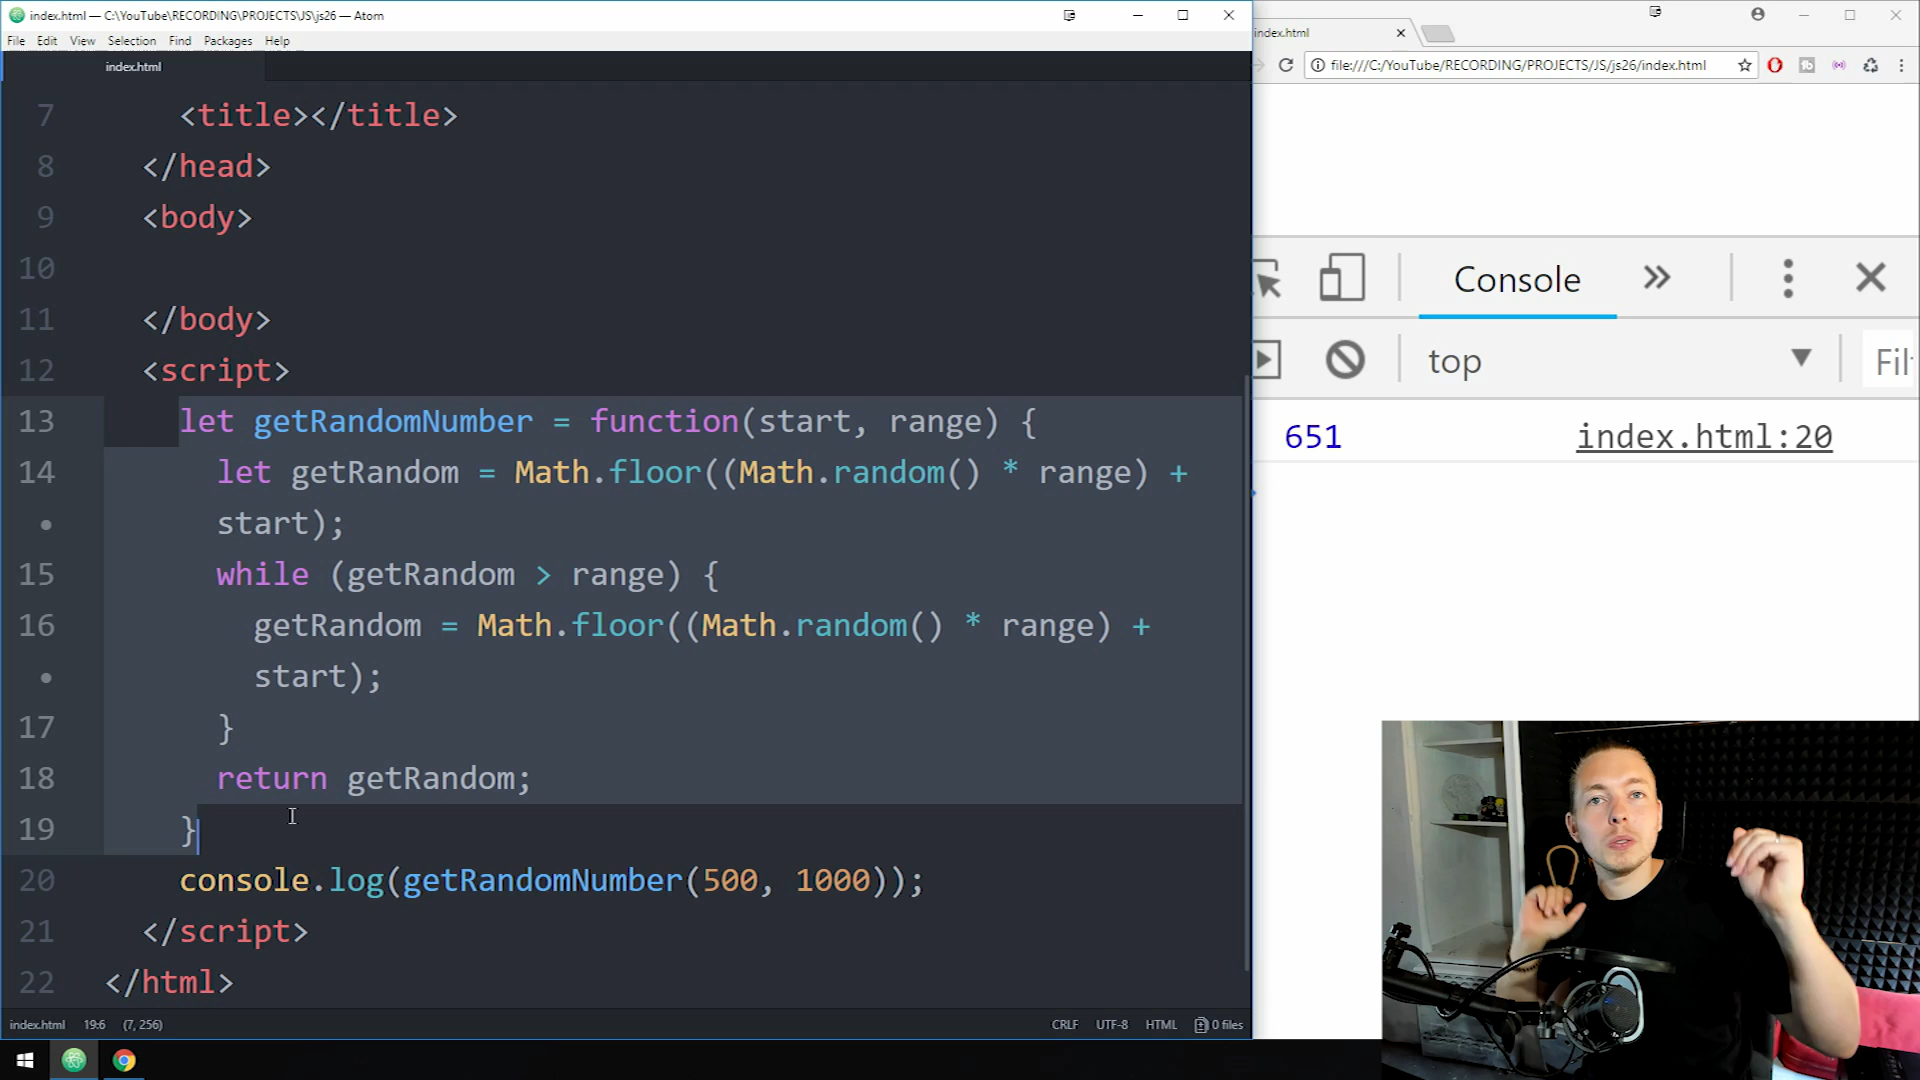 index.html — C:\YouTube\RECORDING\PROJECTS\JS\js26 — Atom
File Edit View Selection Find Packages Help
index.html
7 <title></title>
8 </head>
9 <body>
10
11 </body>
12 <script>
13 let getRandomNumber = function(start, range) {
14 let getRandom = Math.floor((Math.random() * range) +
• start);
15 while (getRandom > range) {
16 getRandom = Math.floor((Math.random() * range) +
• start);
17 }
18 return getRandom;
19 }
20 console.log(getRandomNumber(500, 1000));
21 </script>
22 </html>
index.html 19:6 (7, 256) CRLF UTF-8 HTML 0 files
index.html
file:///C:/YouTube/RECORDING/PROJECTS/JS/js26/index.html
Console
top Fil
651 index.html:20